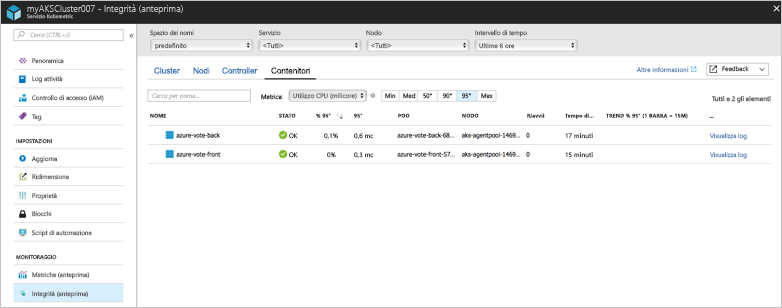 myAKSCluster007 - Integrità (anteprima)
Servizio Kubemetric
Cerca (CTRL+/)
Panoramica
Log attività
Controllo di accesso (IAM)
Tag
IMPOSTAZIONI
Aggiorna
Ridimensiona
Proprietà
Blocchi
Script di automazione
MONITORAGGIO
Metriche (anteprima)
Integrità (anteprima)
Spazio dei nomi Servizio Nodo Intervallo di tempo
predefinito <Tutti> <Tutti> Ultime 6 ore
Cluster Nodi Controller Contenitori Altre informazioni Feedback
Cerca per nome... Metrica: Utilizzo CPU (milicore) Min Med 50° 90° 95° Max Tutti e 2 gli elementi
NOME STATO % 95° 95° POO NODO Riavvii Tempo di... TREND % 95° (1 BARRA = 15M) ...
azure-vote-back OK 0,1% 0,6 mc azure-vote-back-68... aks-agentpool-1469... 0 17 minuti Visualizza log
azure-vote-front OK 0% 0,3 mc azure-vote-front-57... aks-agentpool-1469... 0 15 minuti Visualizza log